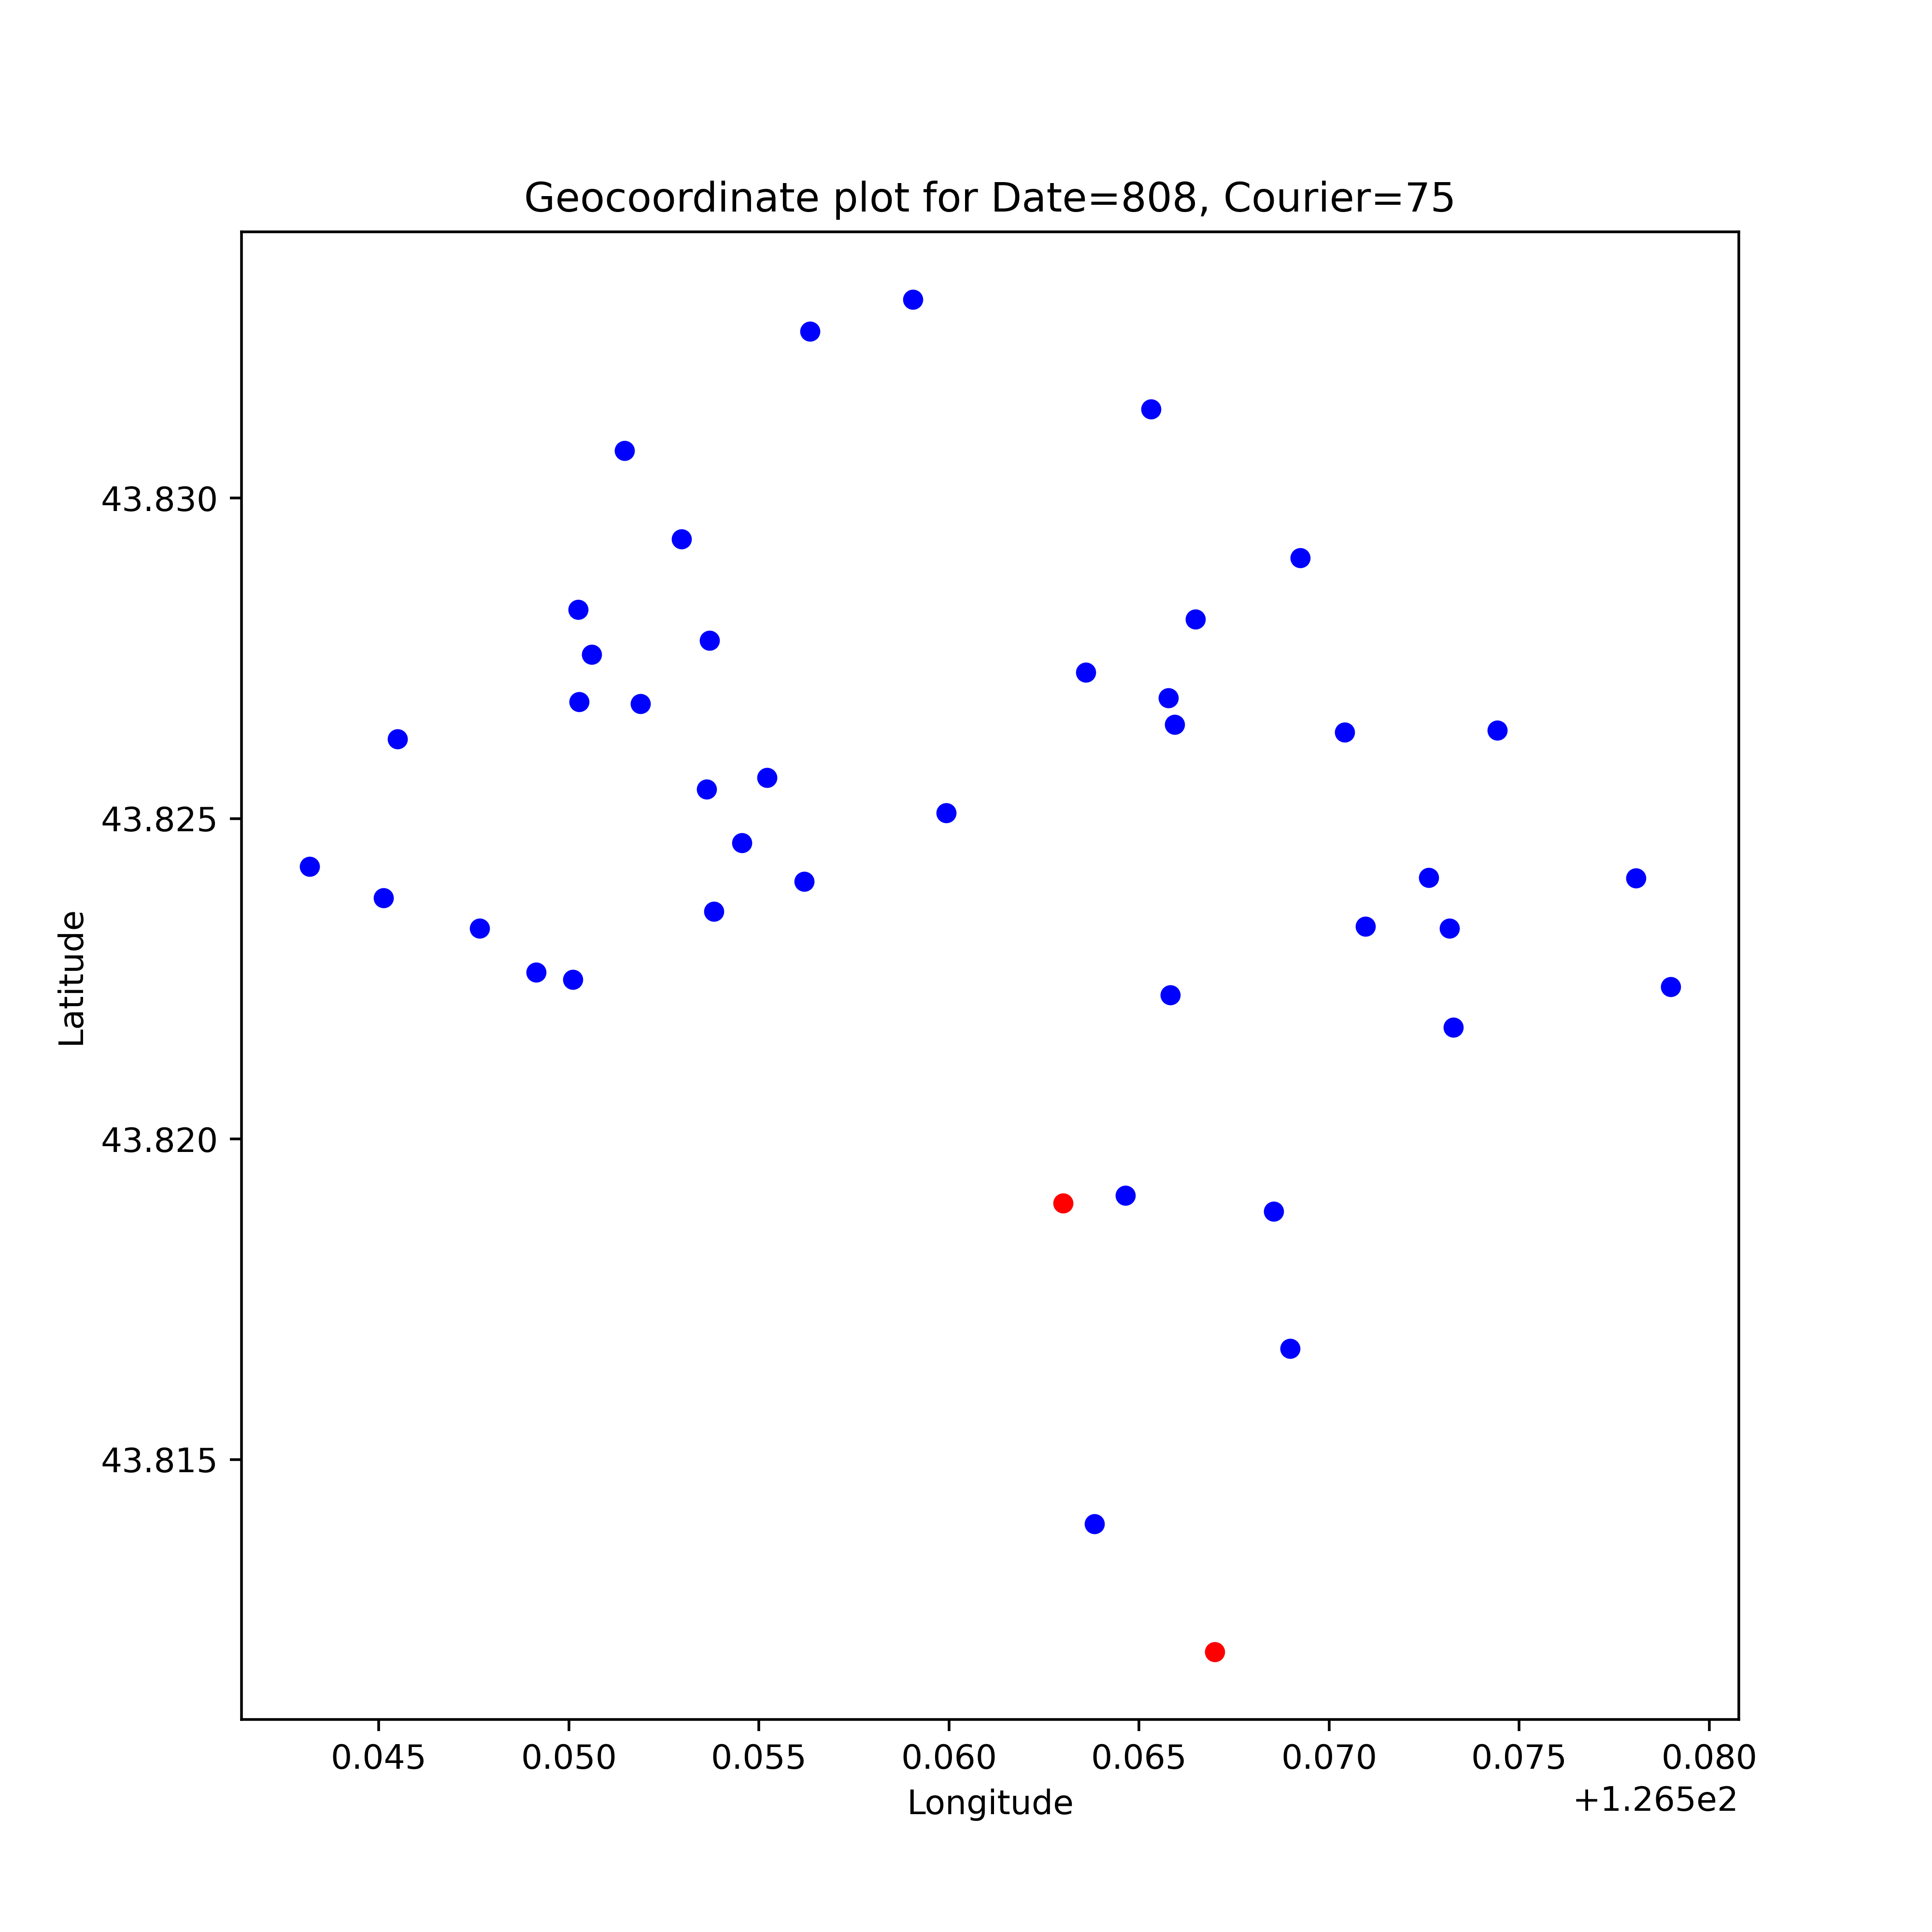 Geocoordinate plot for Date=808, Courier=75
43.830
43.825
43.820
43.815
Latitude
0.045 0.050 0.055 0.060 0.065 0.070 0.075 0.080
+1.265e2
Longitude